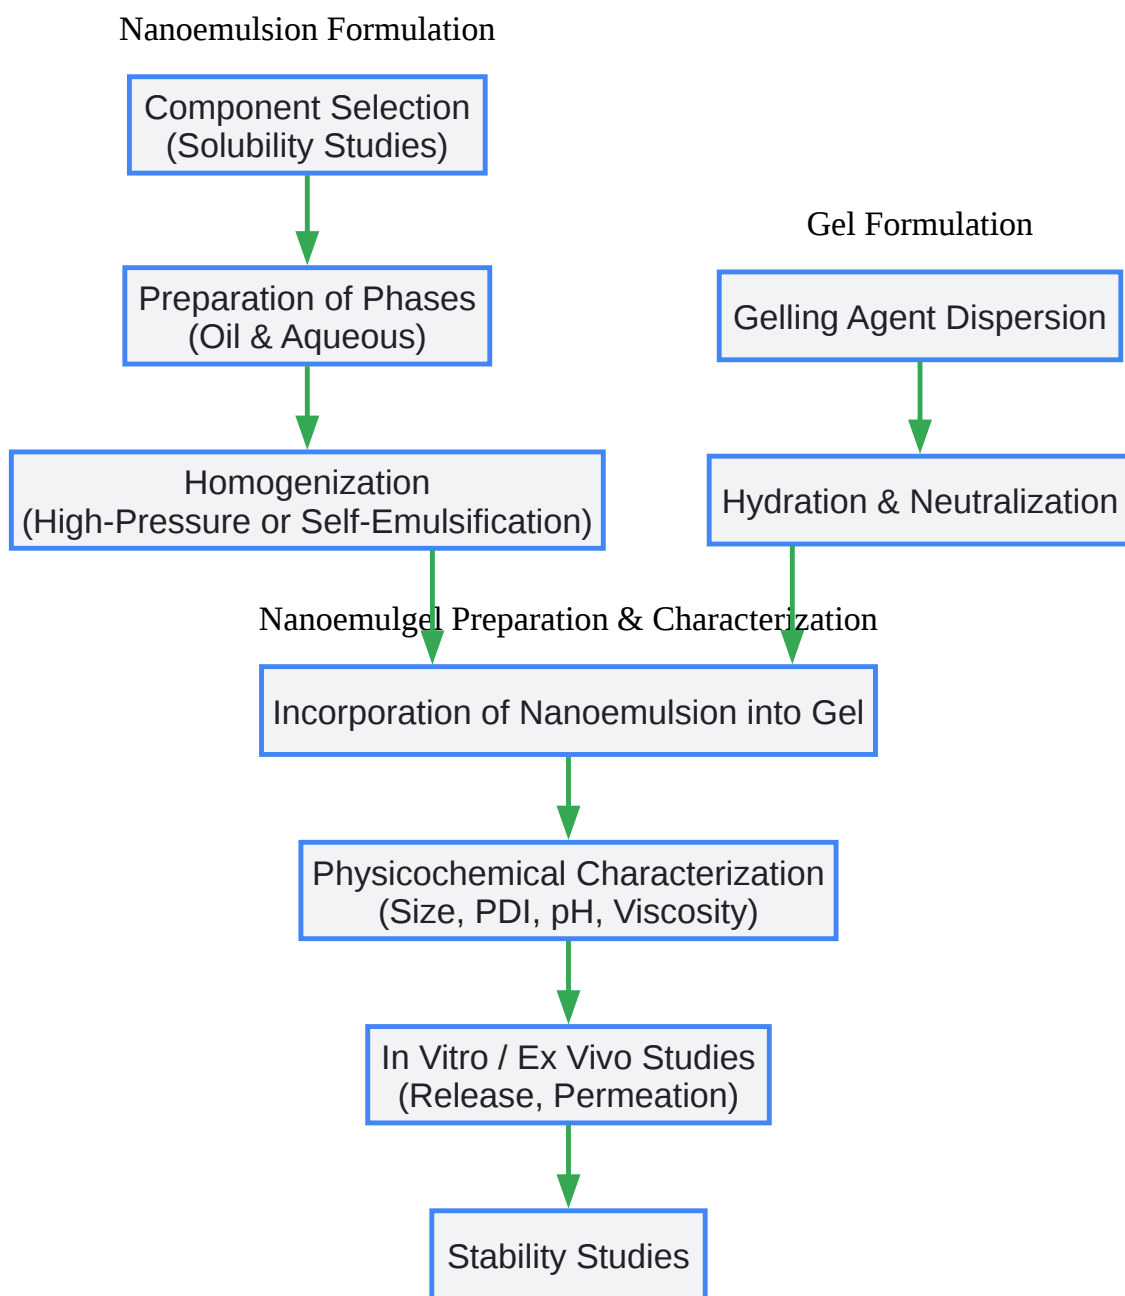 Nanoemulsion Formulation
Component Selection
(Solubility Studies)
Preparation of Phases
(Oil & Aqueous)
Homogenization
(High-Pressure or Self-Emulsification)
Gel Formulation
Gelling Agent Dispersion
Hydration & Neutralization
Nanoemulgel Preparation & Characterization
Incorporation of Nanoemulsion into Gel
Physicochemical Characterization
(Size, PDI, pH, Viscosity)
In Vitro / Ex Vivo Studies
(Release, Permeation)
Stability Studies